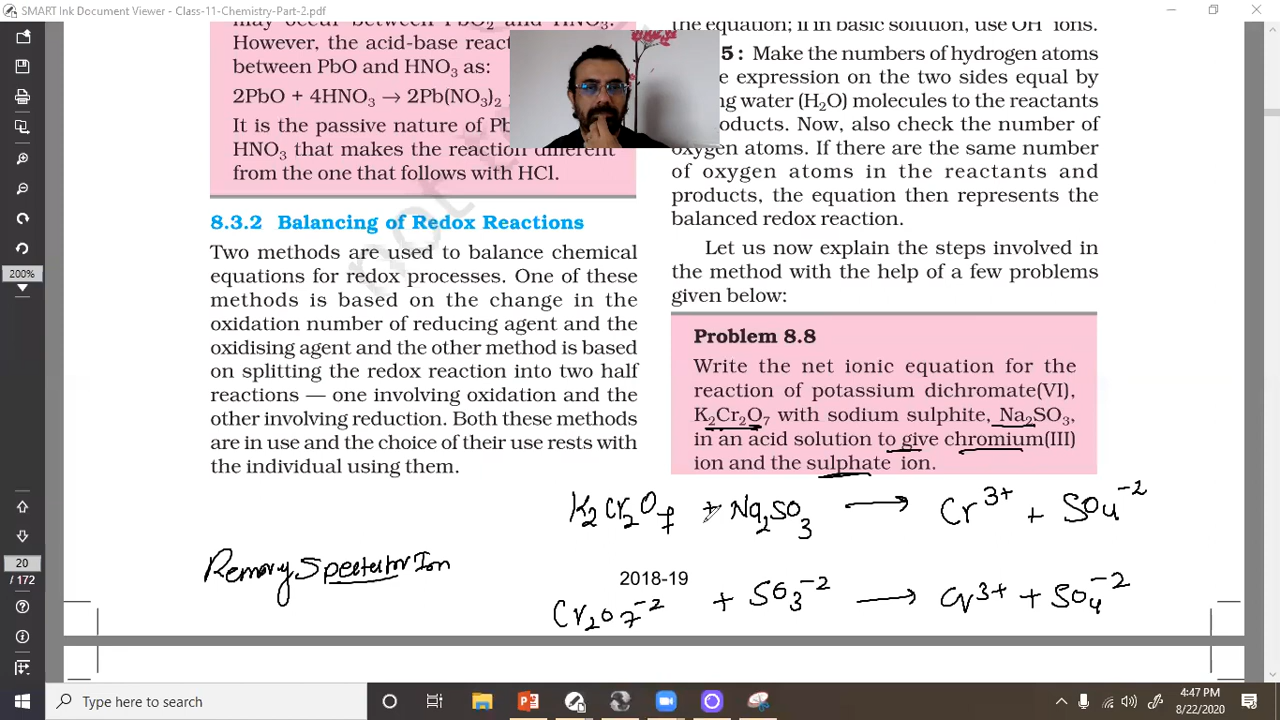 SMART Ink Document Viewer - Class-11-Chemistry-Part-2.pdf
may occur between PbO₂ and HNO₃.
However, the acid-base reac
between PbO and HNO₃ as:
2PbO + 4HNO₃ → 2Pb(NO₃)₂
It is the passive nature of Pb
HNO₃ that makes the reaction different
from the one that follows with HCl.
8.3.2 Balancing of Redox Reactions
Two methods are used to balance chemical
equations for redox processes. One of these
methods is based on the change in the
oxidation number of reducing agent and the
oxidising agent and the other method is based
on splitting the redox reaction into two half
reactions — one involving oxidation and the
other involving reduction. Both these methods
are in use and the choice of their use rests with
the individual using them.
not
the equation; if in basic solution, use OH⁻ ions.
5 : Make the numbers of hydrogen atoms
expression on the two sides equal by
water (H₂O) molecules to the reactants
oducts. Now, also check the number of
oxygen atoms. If there are the same number
of oxygen atoms in the reactants and
products, the equation then represents the
balanced redox reaction.
Let us now explain the steps involved in
the method with the help of a few problems
given below:
Problem 8.8
Write the net ionic equation for the
reaction of potassium dichromate(VI),
K₂Cr₂O₇ with sodium sulphite, Na₂SO₃,
in an acid solution to give chromium(III)
ion and the sulphate ion.
K₂Cr₂O₇ + Na₂SO₃ → Cr³⁺ + SO₄⁻²
Spectator Ion
2018-19
Cr₂O₇⁻² + SO₃⁻² → Cr³⁺ + SO₄⁻²
200%
20
/ 172
Type here to search
4:47 PM
8/22/2020